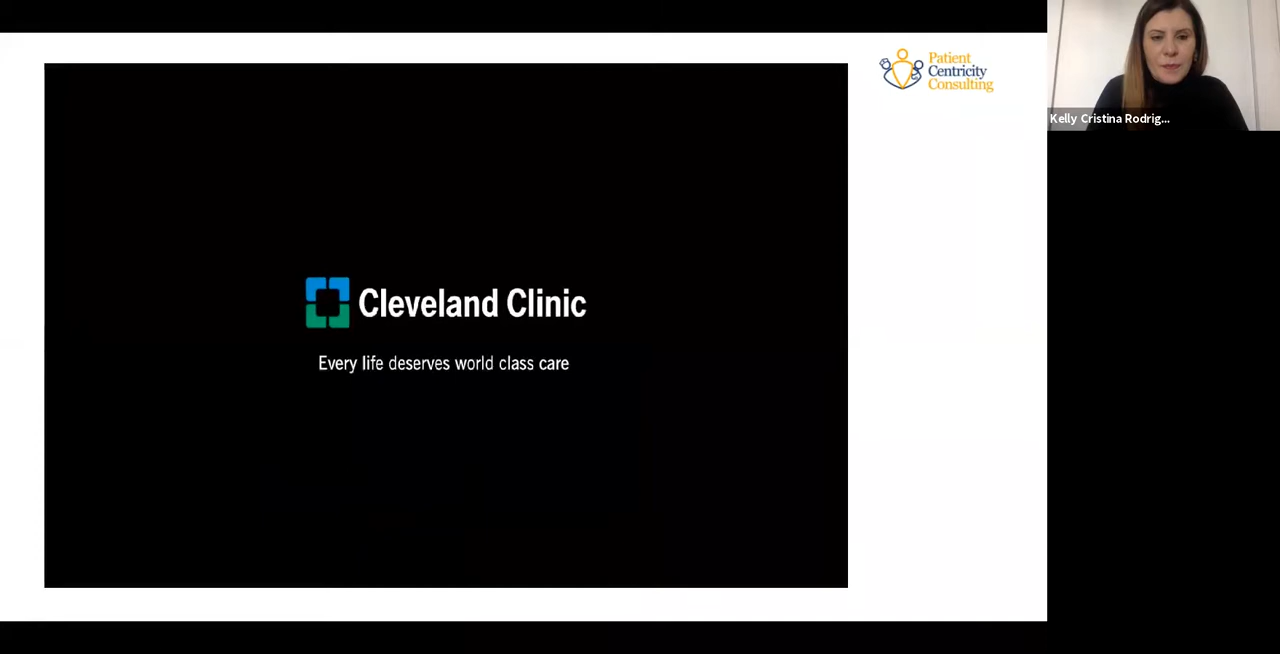 Patient
Centricity
Consulting
Kelly Cristina Rodrig...
Cleveland Clinic
Every life deserves world class care